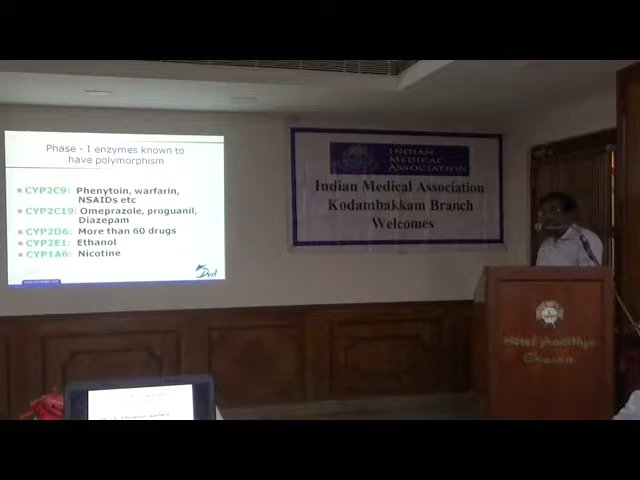 Phase - I enzymes known to
have polymorphism
CYP2C9: Phenytoin, warfarin,
NSAIDs etc
CYP2C19: Omeprazole, proguanil,
Diazepam
CYP2D6: More than 60 drugs
CYP2E1: Ethanol
CYP1A6: Nicotine
INDIAN
MEDICAL
ASSOCIATION
Indian Medical Association
Kodambakkam Branch
Welcomes
Hotel Aadithya